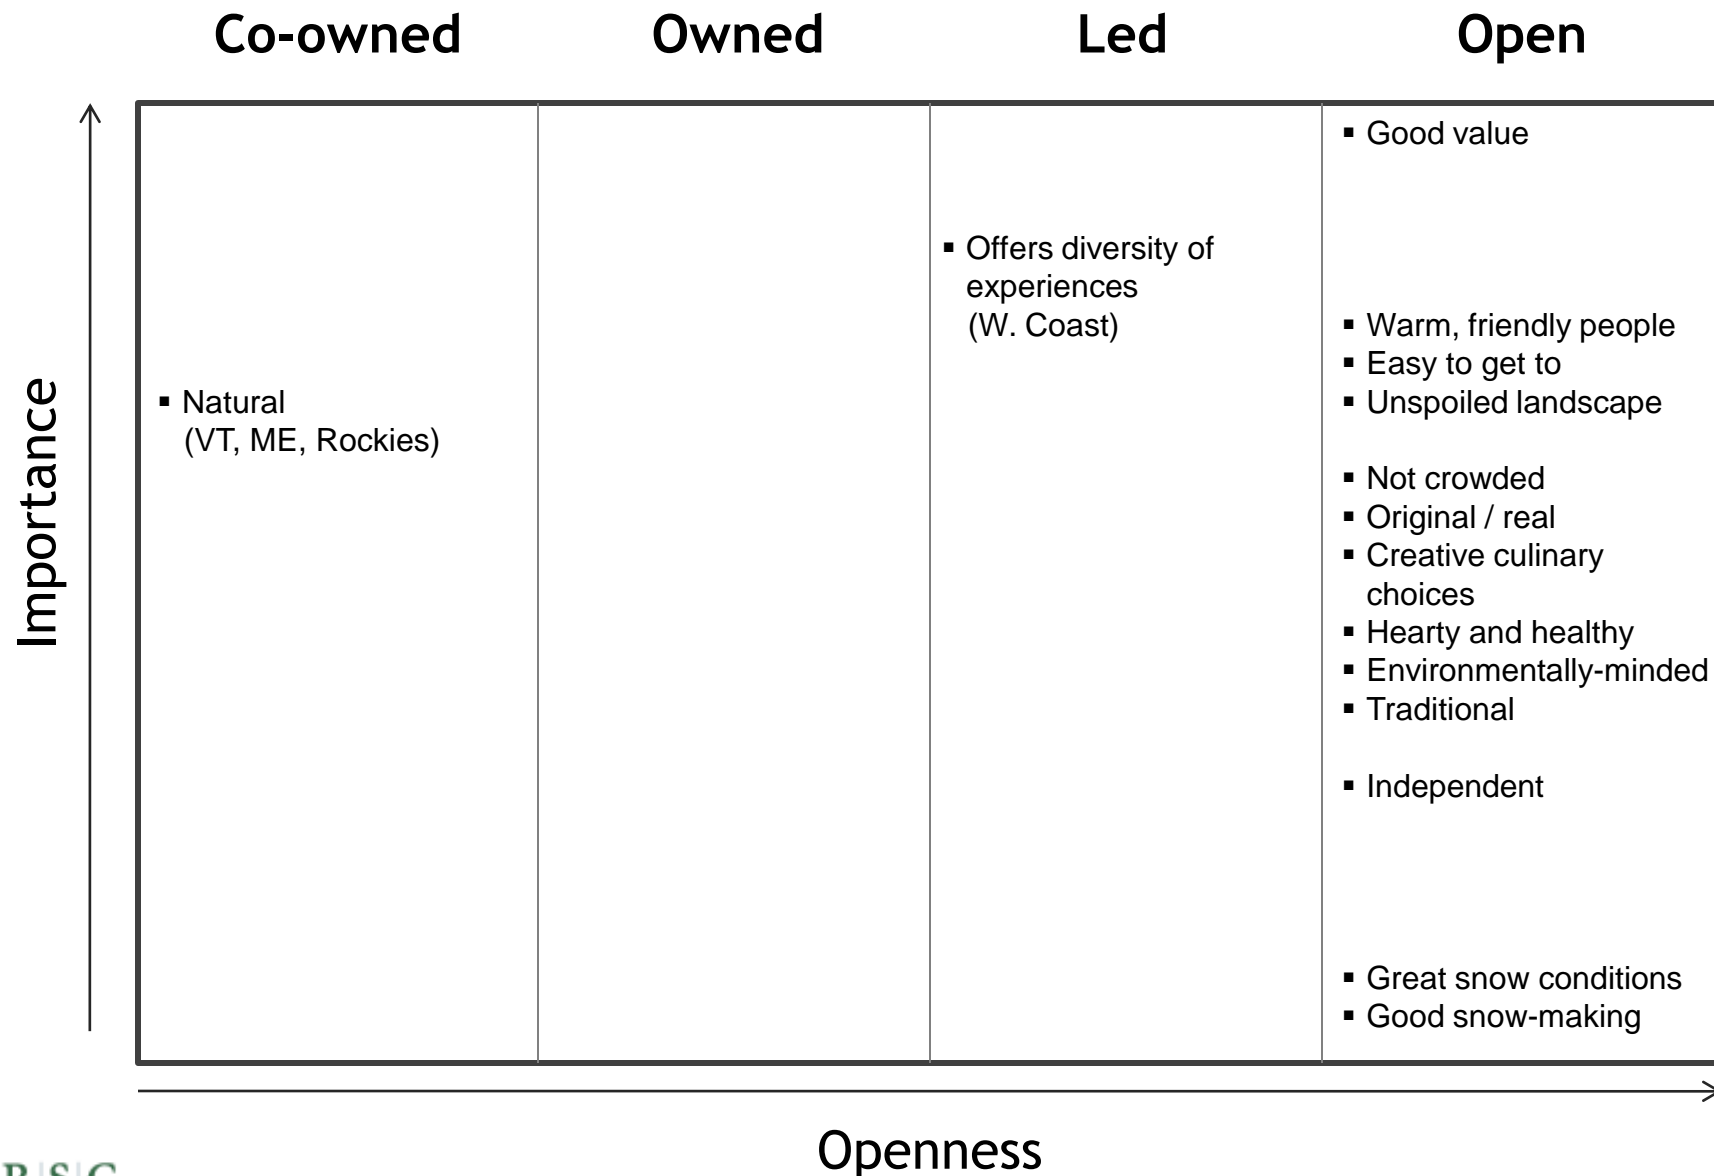 Co-owned
Owned
Led
Open
Importance
▪ Natural
(VT, ME, Rockies)
▪ Offers diversity of
experiences
(W. Coast)
▪ Good value
▪ Warm, friendly people
▪ Easy to get to
▪ Unspoiled landscape
▪ Not crowded
▪ Original / real
▪ Creative culinary
choices
▪ Hearty and healthy
▪ Environmentally-minded
▪ Traditional
▪ Independent
▪ Great snow conditions
▪ Good snow-making
Openness
R|S|G